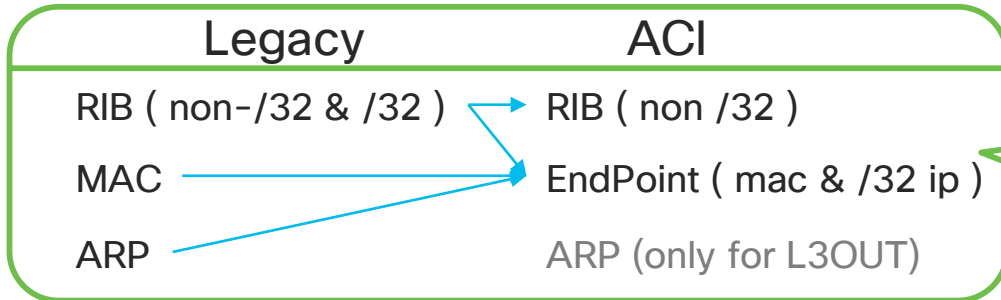 Legacy ACI
RIB ( non-/32 & /32 ) RIB ( non /32 )
MAC EndPoint ( mac & /32 ip )
ARP ARP (only for L3OUT)